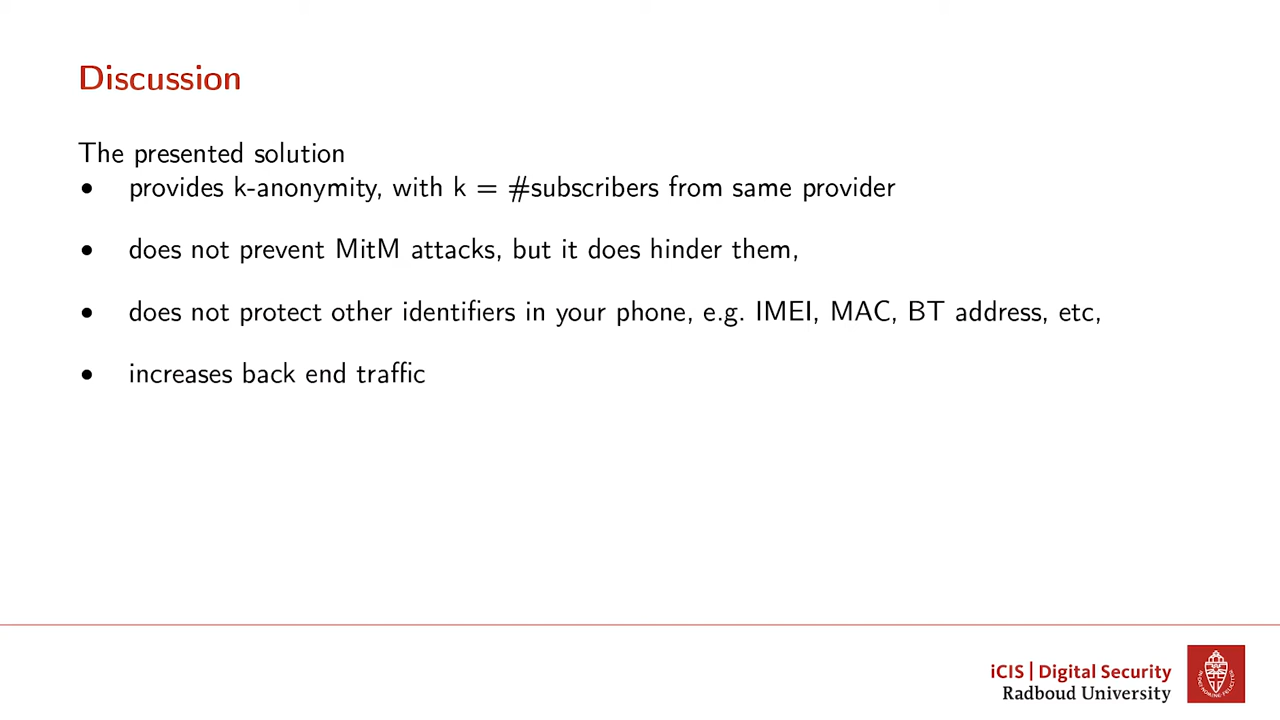 Discussion
The presented solution
• provides k-anonymity, with k = #subscribers from same provider
• does not prevent MitM attacks, but it does hinder them,
• does not protect other identifiers in your phone, e.g. IMEI, MAC, BT address, etc,
• increases back end traffic
iCIS | Digital Security
Radboud University